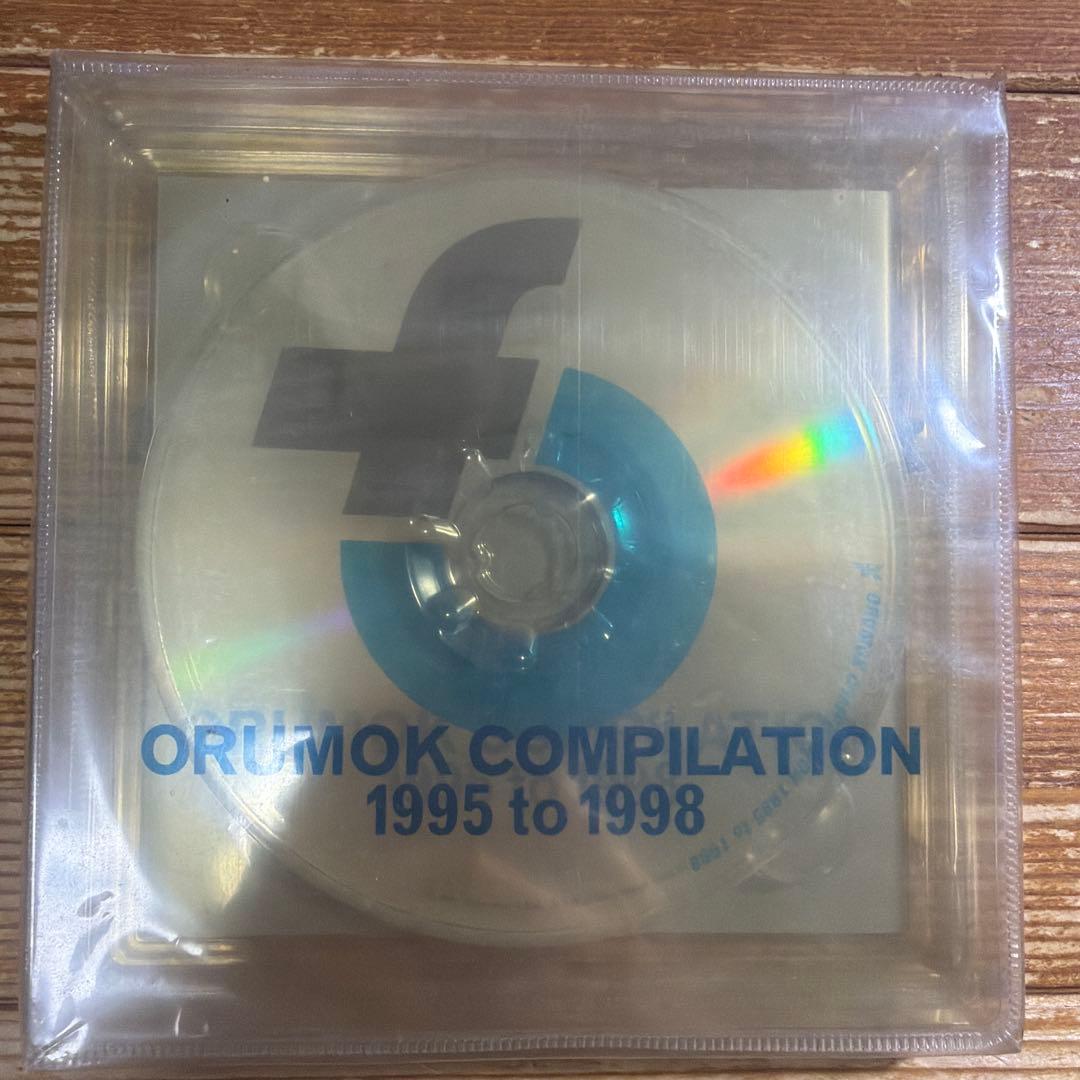 f
ORUMOK COMPILATION
1995 to 1998